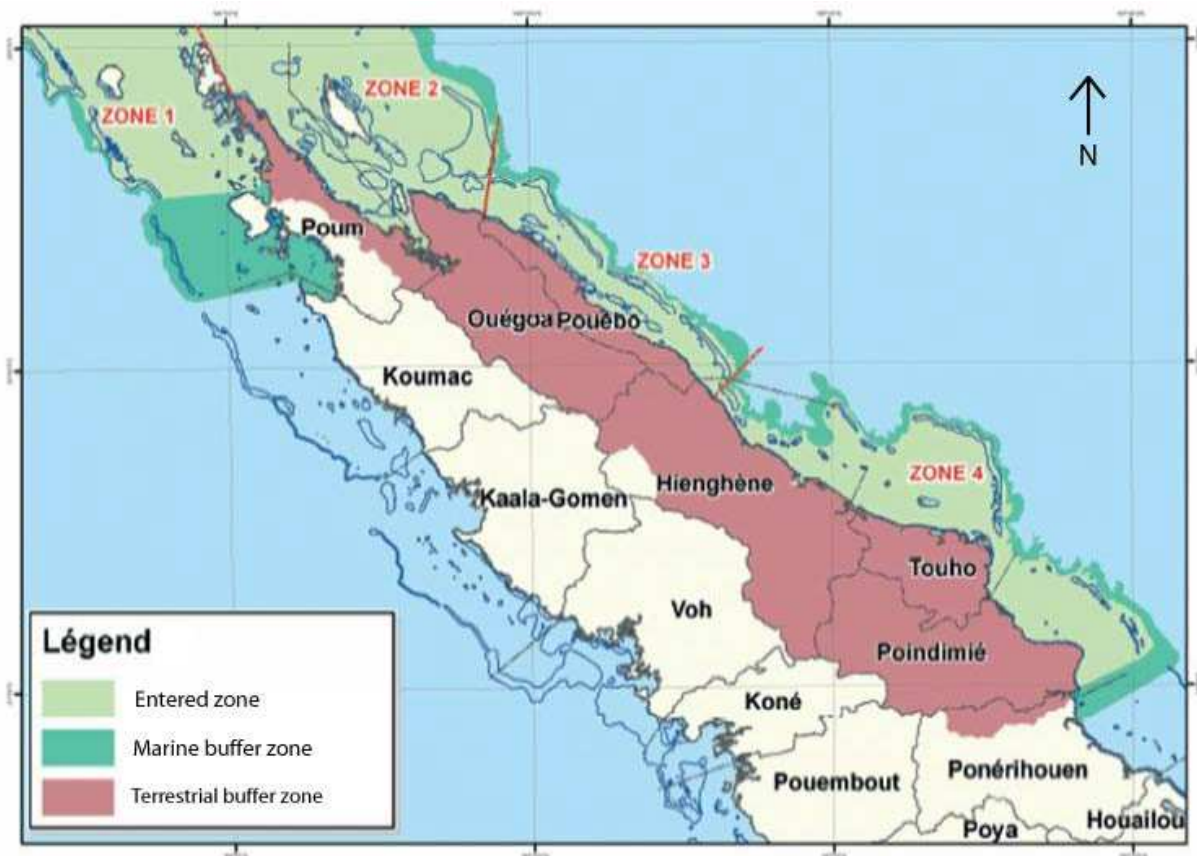 ZONE 2
ZONE 1
N
Poum
ZONE 3
Ouégoa Pouébo
Koumac
ZONE 4
Hienghène
Kaala-Gomen
Touho
Voh
Poindimié
Koné
Ponérihouen
Pouembout
Houaïlou
Poya
Légend
Entered zone
Marine buffer zone
Terrestrial buffer zone